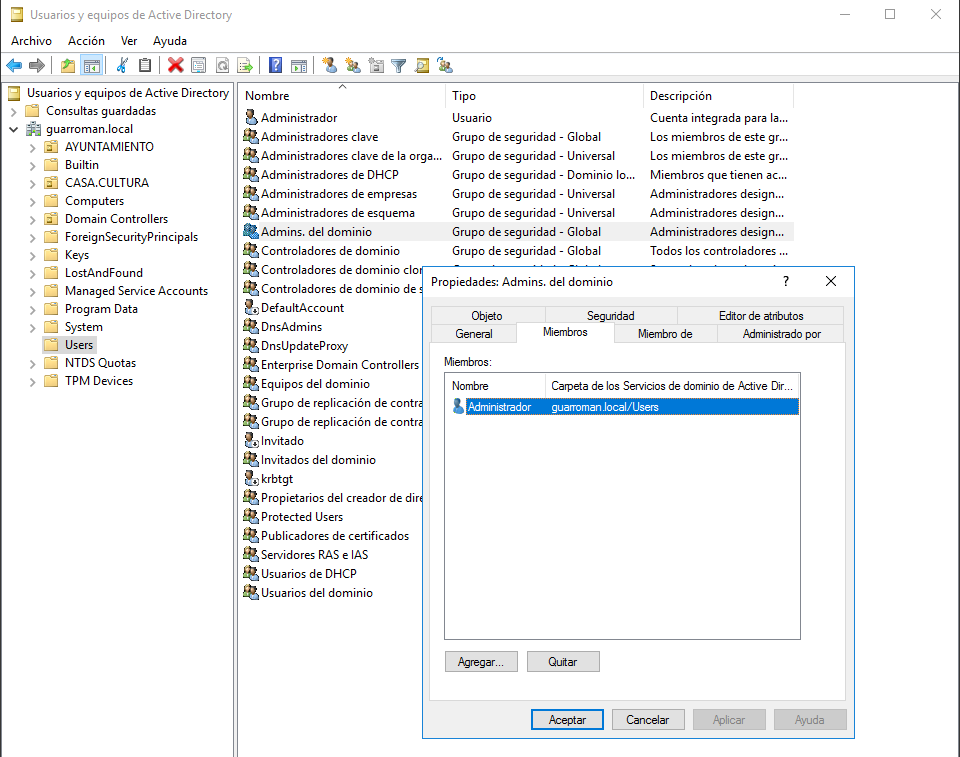 Usuarios y equipos de Active Directory
Archivo Acción Ver Ayuda
Usuarios y equipos de Active Directory
Consultas guardadas
guarroman.local
AYUNTAMIENTO
Builtin
CASA.CULTURA
Computers
Domain Controllers
ForeignSecurityPrincipals
Keys
LostAndFound
Managed Service Accounts
Program Data
System
Users
NTDS Quotas
TPM Devices
Nombre Tipo Descripción
Administrador Usuario Cuenta integrada para la...
Administradores clave Grupo de seguridad - Global Los miembros de este gr...
Administradores clave de la orga... Grupo de seguridad - Universal Los miembros de este gr...
Administradores de DHCP Grupo de seguridad - Dominio lo... Miembros que tienen ac...
Administradores de empresas Grupo de seguridad - Universal Administradores design...
Administradores de esquema Grupo de seguridad - Universal Administradores design...
Admins. del dominio Grupo de seguridad - Global Administradores design...
Controladores de dominio Grupo de seguridad - Global Todos los controladores ...
Controladores de dominio clon
Controladores de dominio de s
DefaultAccount
DnsAdmins
DnsUpdateProxy
Enterprise Domain Controllers
Equipos del dominio
Grupo de replicación de contra
Grupo de replicación de contra
Invitado
Invitados del dominio
krbtgt
Propietarios del creador de dire
Protected Users
Publicadores de certificados
Servidores RAS e IAS
Usuarios de DHCP
Usuarios del dominio
Propiedades: Admins. del dominio ?
Objeto Seguridad Editor de atributos
General Miembros Miembro de Administrado por
Miembros:
Nombre Carpeta de los Servicios de dominio de Active Dir...
Administrador guarroman.local/Users
Agregar... Quitar
Aceptar Cancelar Aplicar Ayuda